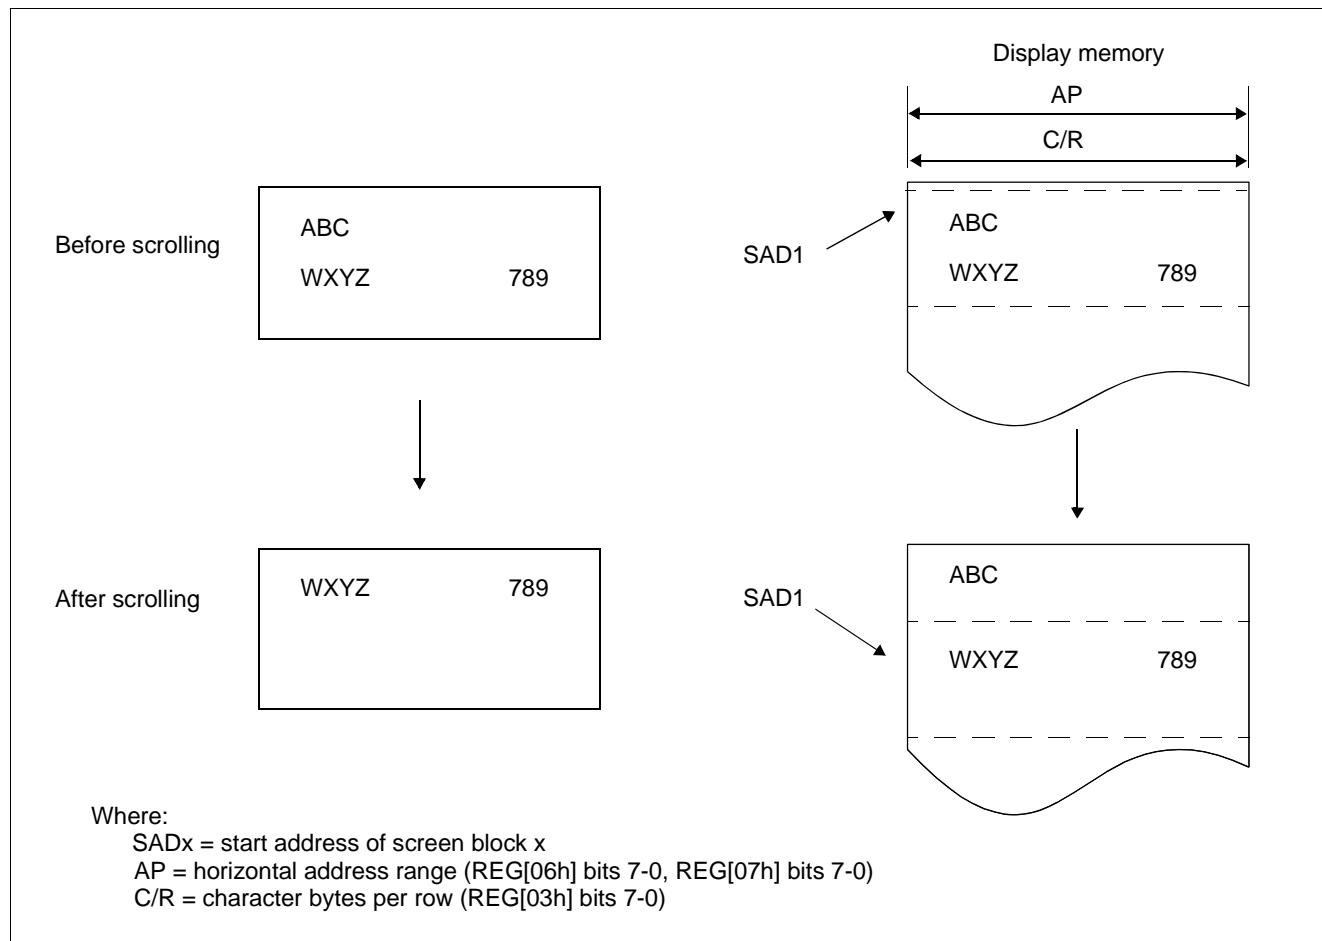 Display memory
AP
C/R
Before scrolling
ABC
WXYZ 789
SAD1
ABC
WXYZ 789
After scrolling
WXYZ 789
SAD1
ABC
WXYZ 789
Where:
SADx = start address of screen block x
AP = horizontal address range (REG[06h] bits 7-0, REG[07h] bits 7-0)
C/R = character bytes per row (REG[03h] bits 7-0)